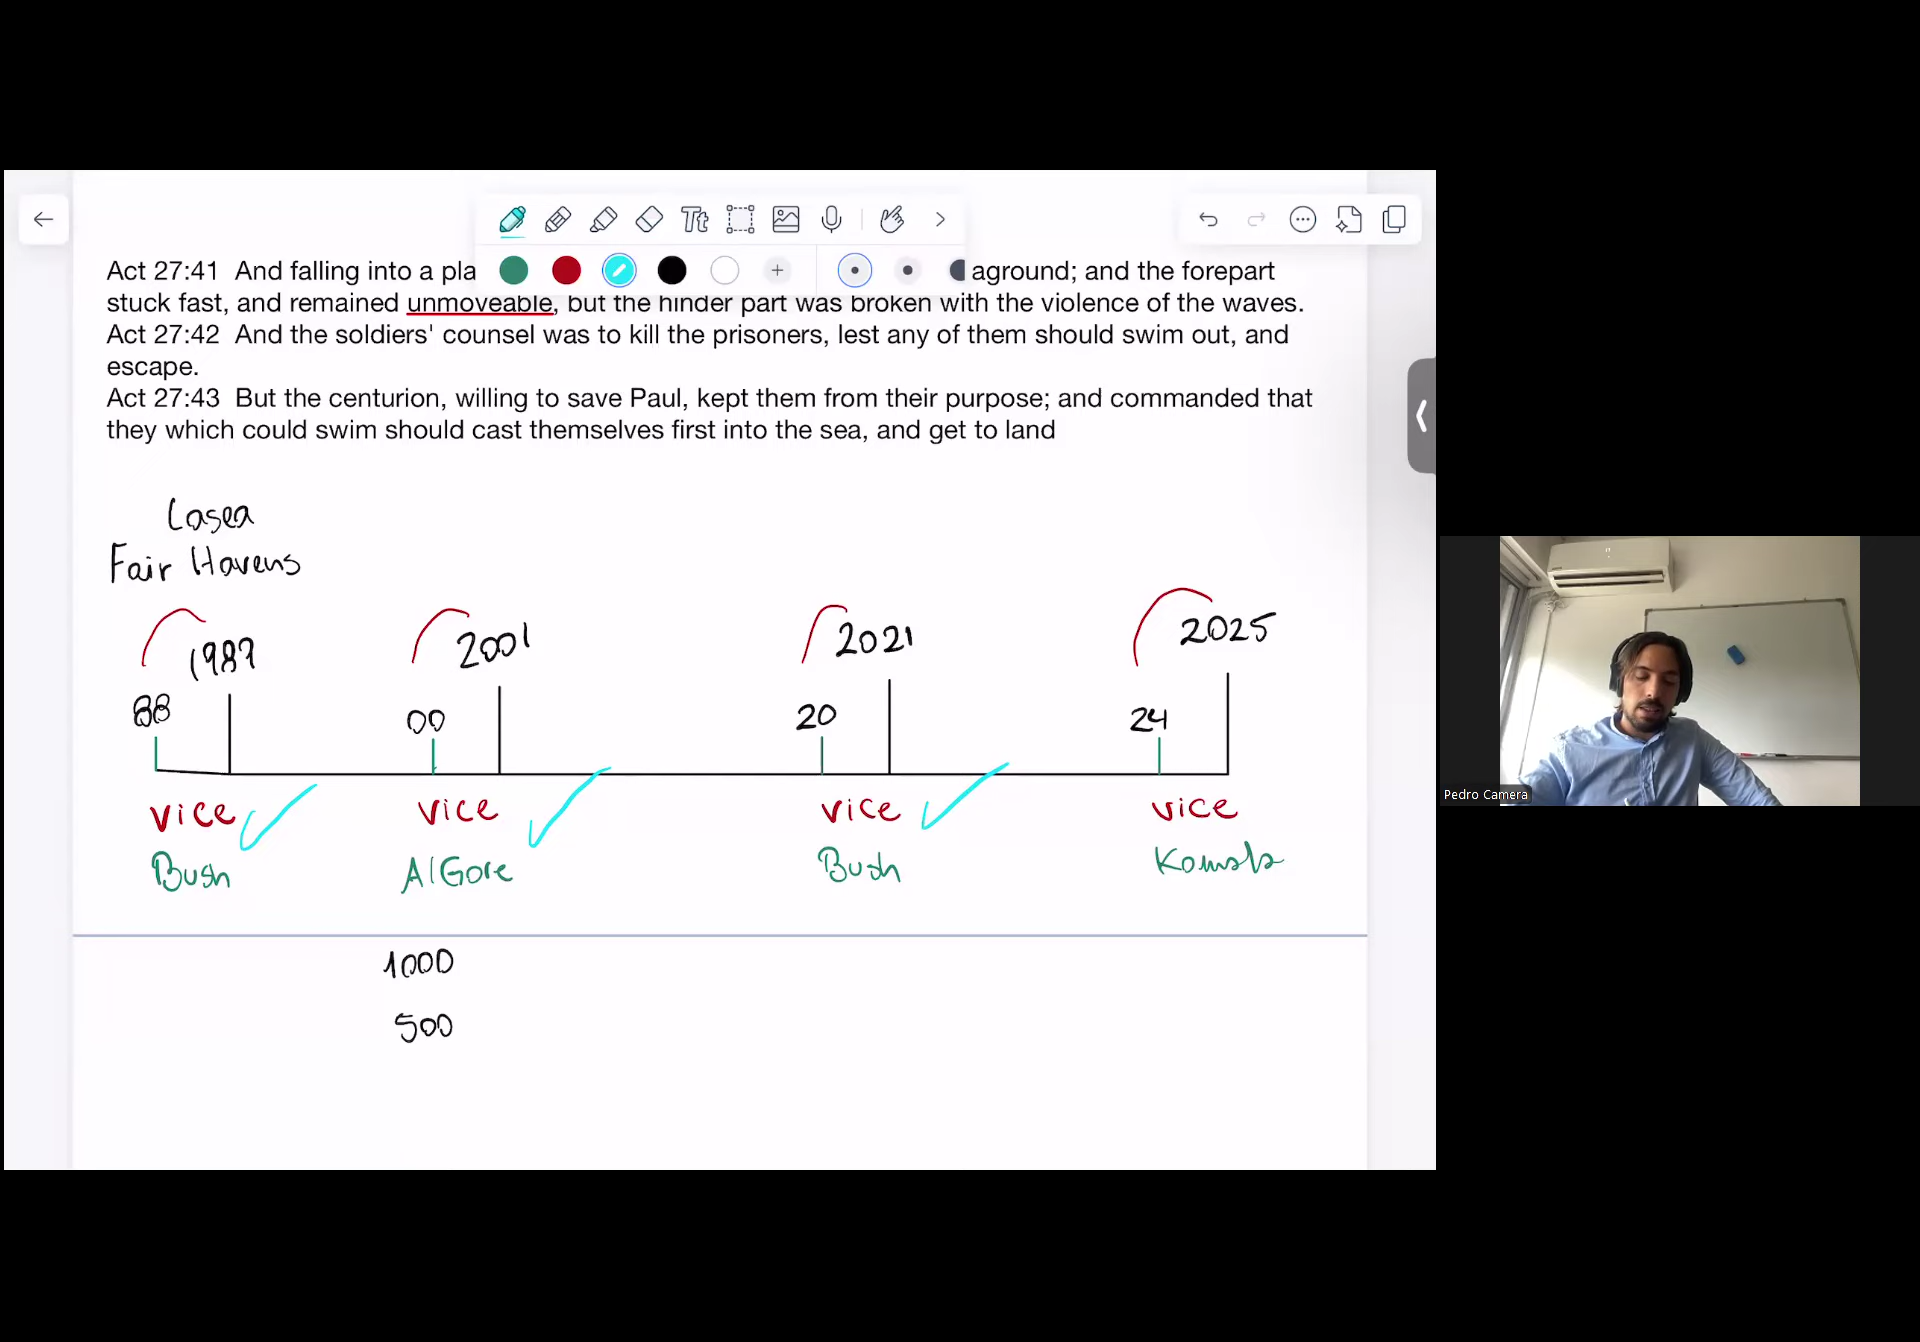 Tt
Act 27:41 And falling into a pla
aground; and the forepart
stuck fast, and remained unmoveable, but the hinder part was broken with the violence of the waves.
Act 27:42 And the soldiers' counsel was to kill the prisoners, lest any of them should swim out, and
escape.
Act 27:43 But the centurion, willing to save Paul, kept them from their purpose; and commanded that
they which could swim should cast themselves first into the sea, and get to land
Lasea
Fair Havens
1989 2001 2021 2025
88 00 20 24
vice vice vice vice
Bush Al Gore Bush Kamala
1000
500
Pedro Camera